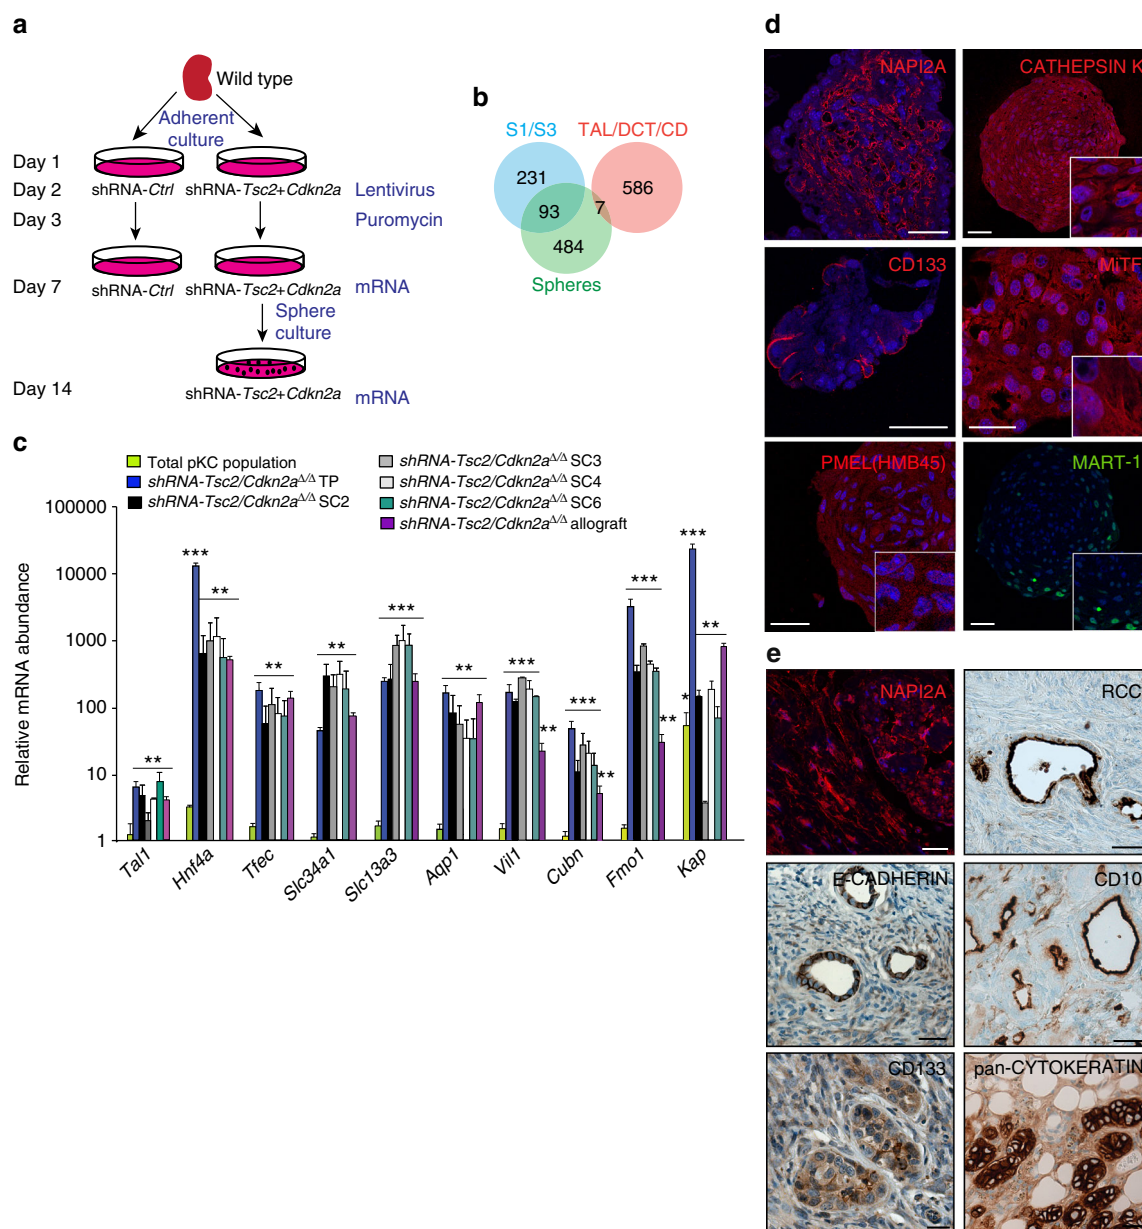 a
Wild type
Adherent
culture
Day 1
Day 2
shRNA-Ctrl
shRNA-Tsc2+Cdkn2a
Lentivirus
Day 3
Puromycin
Day 7
shRNA-Ctrl
shRNA-Tsc2+Cdkn2a
mRNA
Sphere
culture
Day 14
shRNA-Tsc2+Cdkn2a
mRNA
b
S1/S3
TAL/DCT/CD
231
586
93
7
484
Spheres
c
Total pKC population
shRNA-Tsc2/Cdkn2aΔ/Δ TP
shRNA-Tsc2/Cdkn2aΔ/Δ SC2
shRNA-Tsc2/Cdkn2aΔ/Δ SC3
shRNA-Tsc2/Cdkn2aΔ/Δ SC4
shRNA-Tsc2/Cdkn2aΔ/Δ SC6
shRNA-Tsc2/Cdkn2aΔ/Δ allograft
Relative mRNA abundance
100000
10000
1000
100
10
1
**
***
**
**
**
***
**
***
**
***
**
***
**
*
***
**
Tal1
Hnf4a
Tfec
Slc34a1
Slc13a3
Aqp1
Vil1
Cubn
Fmo1
Kap
d
NAPI2A
CATHEPSIN K
CD133
MiTF
PMEL(HMB45)
MART-1
e
NAPI2A
RCC
E-CADHERIN
CD10
CD133
pan-CYTOKERATIN